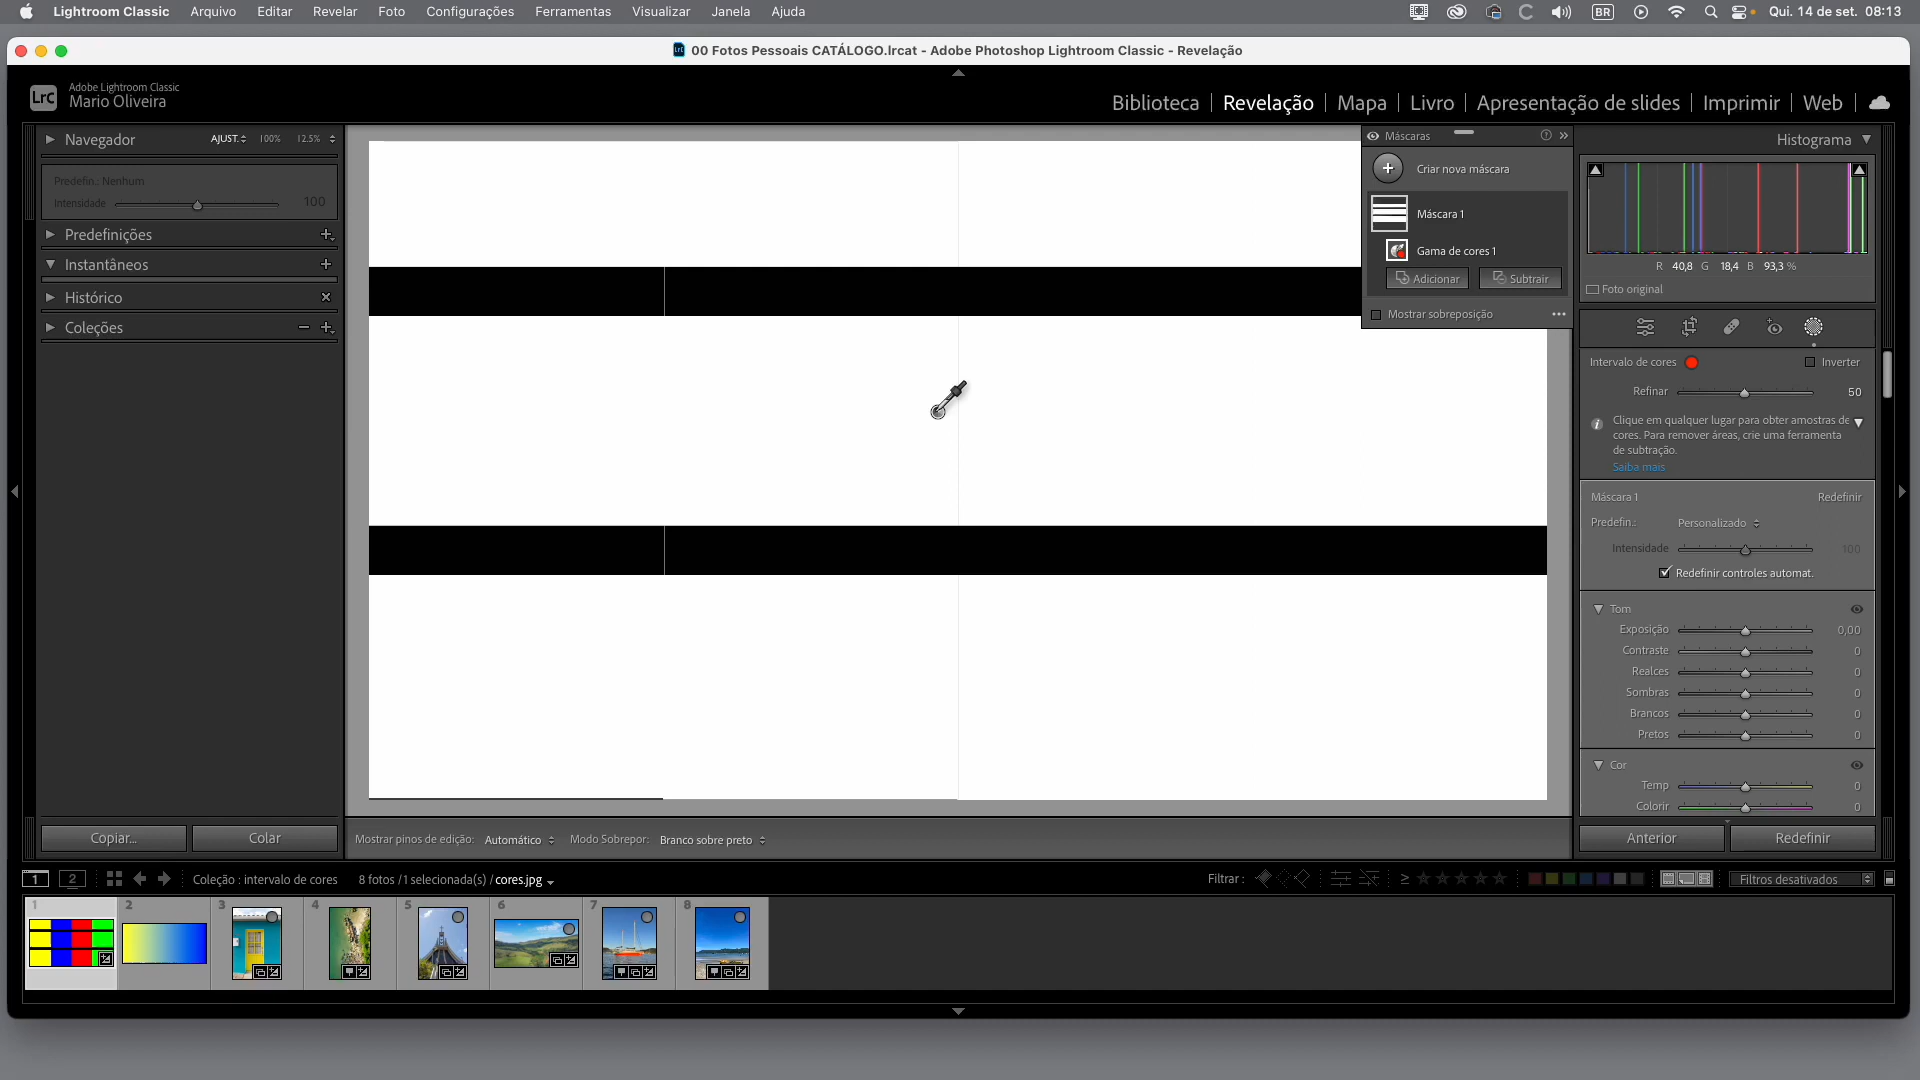 Lightroom Classic Arquivo Editar Revelar Foto Configurações Ferramentas Visualizar Janela Ajuda BR Qui. 14 de set. 08:13
00 Fotos Pessoais CATÁLOGO.lrcat - Adobe Photoshop Lightroom Classic - Revelação
LrC
Adobe Lightroom Classic
Mario Oliveira
Biblioteca | Revelação | Mapa | Livro | Apresentação de slides | Imprimir | Web
Navegador AJUST. 100% 12.5%
Predefin.: Nenhum
Intensidade 100
Predefinições
Instantâneos
Histórico
Coleções
Copiar...
Colar
Máscaras
Criar nova máscara
Máscara 1
Gama de cores 1
Adicionar Subtrair
Mostrar sobreposição
Histograma
R 40,8 G 18,4 B 93,3 %
Foto original
Intervalo de cores Inverter
Refinar 50
Clique em qualquer lugar para obter amostras de
cores. Para remover áreas, crie uma ferramenta
de subtração.
Saiba mais
Máscara 1 Redefinir
Predefin.: Personalizado
Intensidade 100
Redefinir controles automat.
Tom
Exposição 0,00
Contraste 0
Realces 0
Sombras 0
Brancos 0
Pretos 0
Cor
Temp 0
Colorir 0
Anterior Redefinir
Mostrar pinos de edição: Automático Modo Sobrepor: Branco sobre preto
1 2 Coleção : intervalo de cores 8 fotos /1 selecionada(s) /cores.jpg Filtrar : ≥ Filtros desativados
1 2 3 4 5 6 7 8